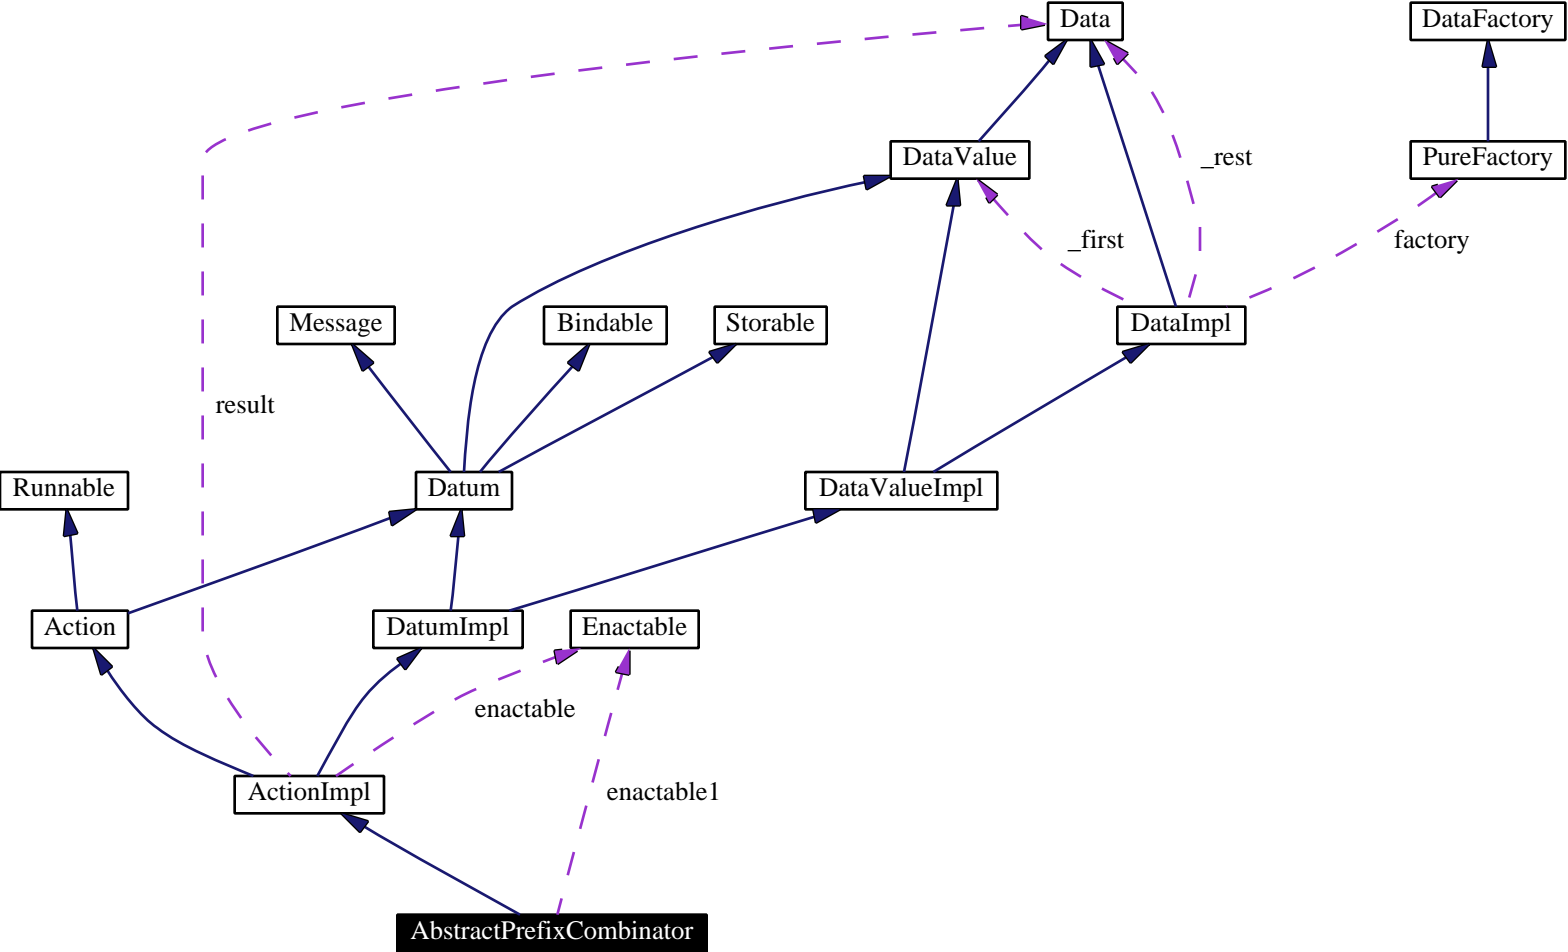 Data
DataFactory
DataValue
_rest
PureFactory
_first
factory
Message
Bindable
Storable
DataImpl
result
Runnable
Datum
DataValueImpl
Action
DatumImpl
Enactable
enactable
ActionImpl
enactable1
AbstractPrefixCombinator